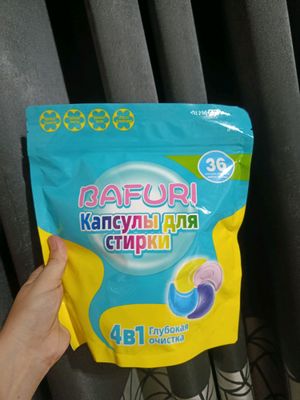 36
BAFURI
Капсулы для
стирки
4в1 Глубокая
очистка